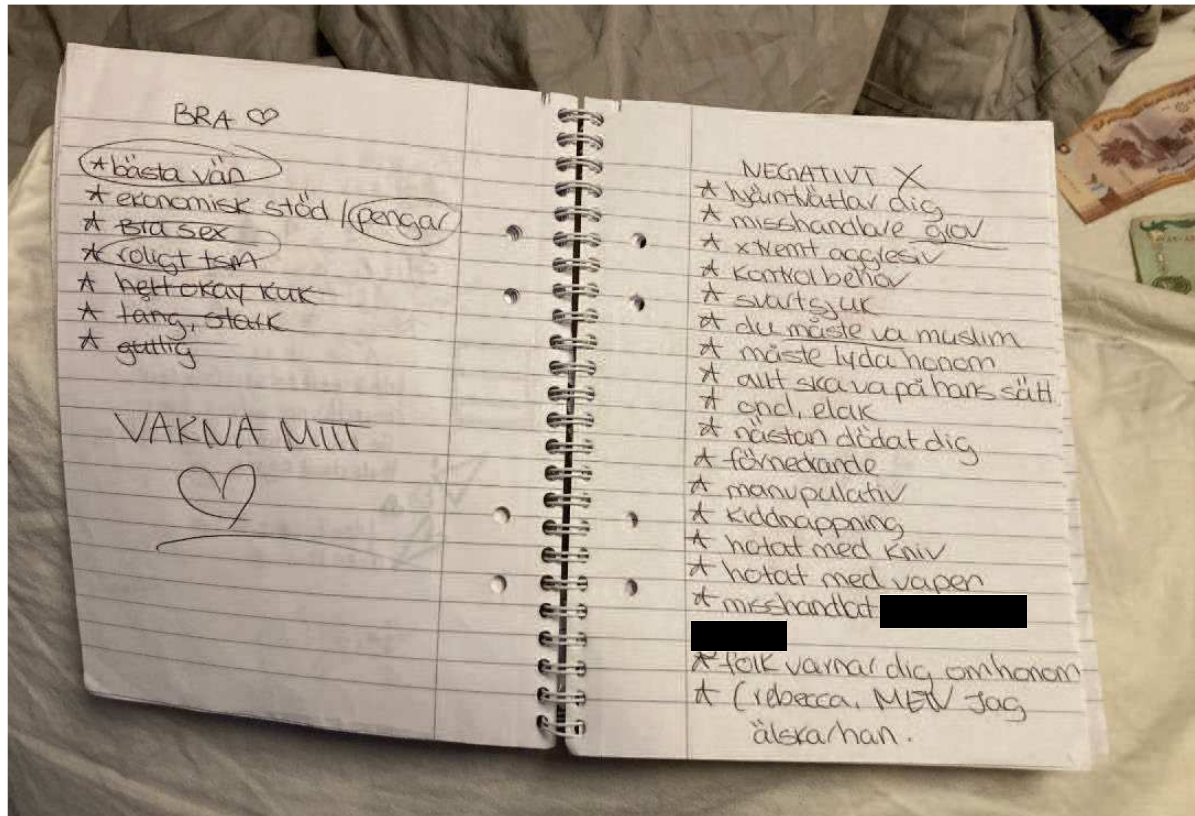 BRA ♡
* bästa vän
* ekonomisk stöd / pengar
* Bra sex
* roligt tsm
* helt okay kuk
* lång, stark
* gullig
VAKNA MITT
♡
NEGATIVT X
* hjärntvättar dig
* misshandlare grov
* xtremt aggresiv
* kontrolbehov
* svartsjuk
* du måste va muslim
* måste lyda honom
* allt ska va på hans sätt
* ond, elak
* nästan dödat dig
* förnedrande
* manupulativ
* kiddnappning
* hotat med kniv
* hotat med vapen
* misshandlat
* folk varnar dig om honom
* (rebecca, MEN Jag
älskar han.